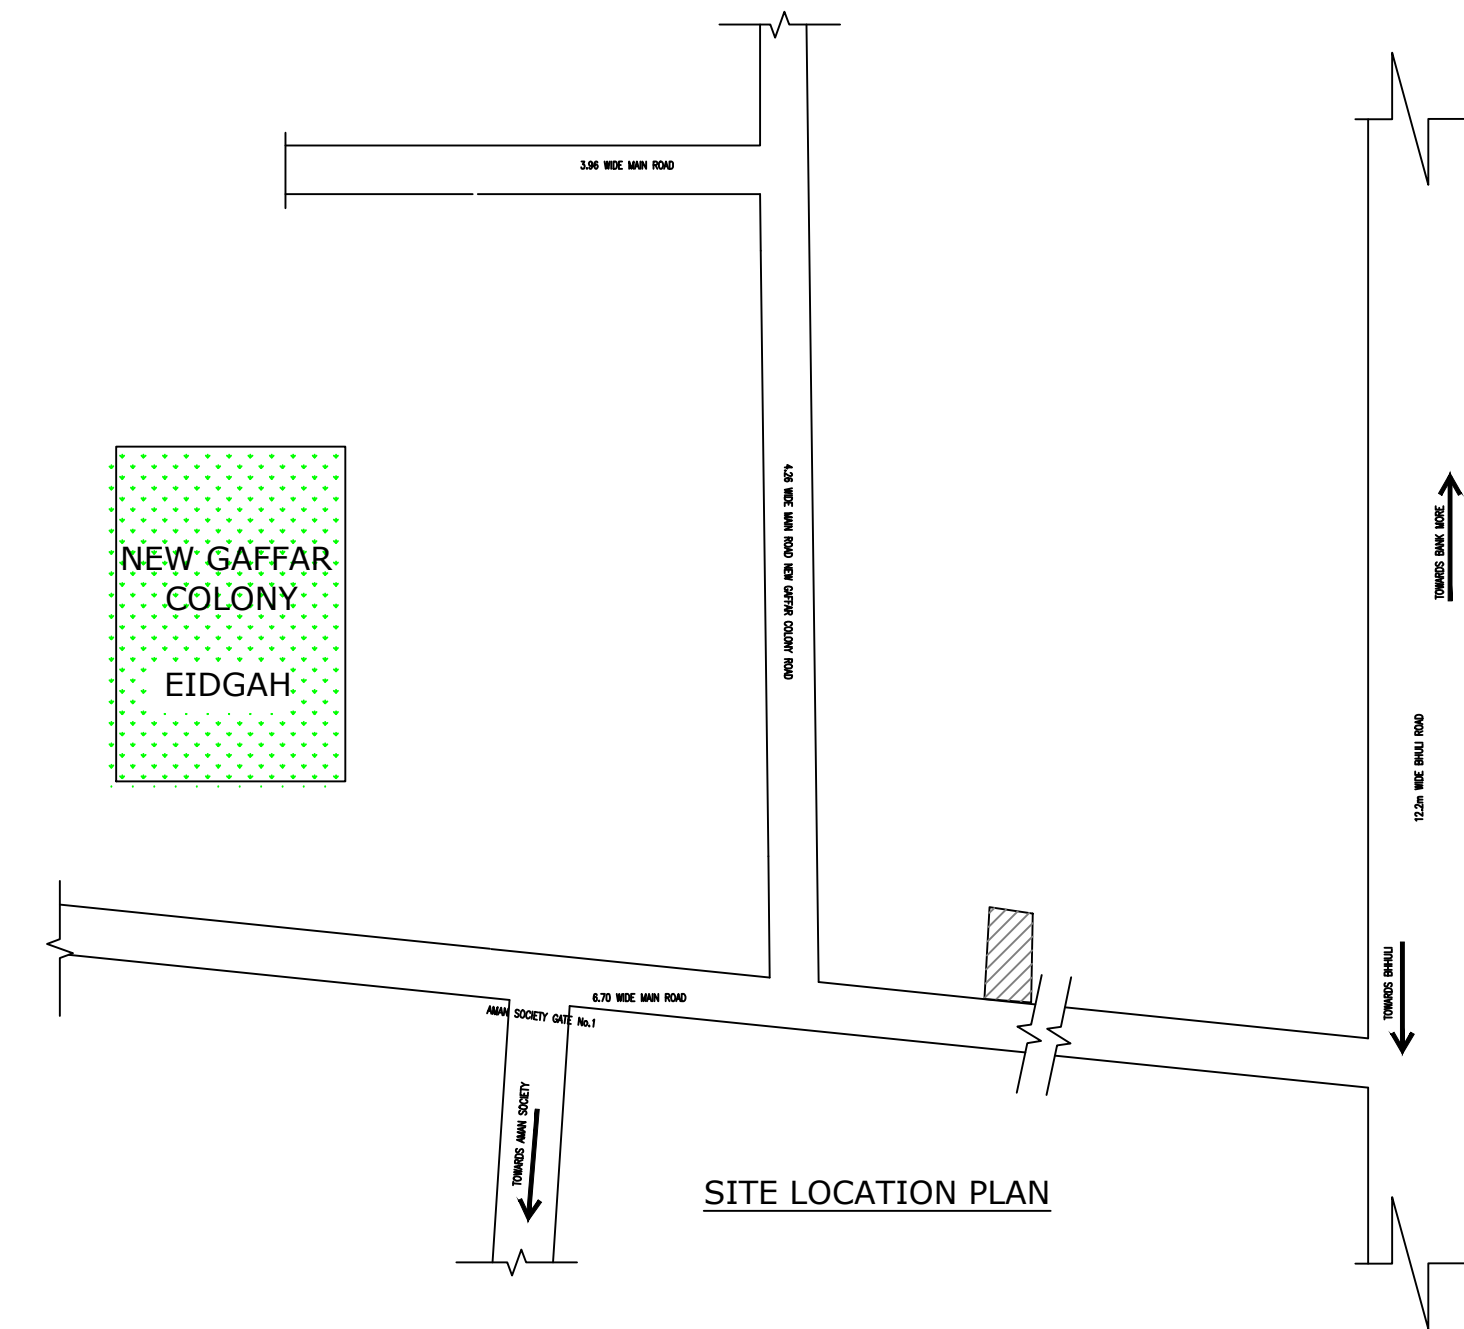 3.96 WIDE MAIN ROAD
4.26 WIDE MAIN ROAD NEW GAFFAR COLONY ROAD
TOWARDS BANK MORE
NEW GAFFAR
COLONY
EIDGAH
12.2m WIDE BHULI ROAD
TOWARDS BHHULI
6.70 WIDE MAIN ROAD
AMAN SOCIETY GATE No.1
TOWARDS AMAN SOCIETY
SITE LOCATION PLAN